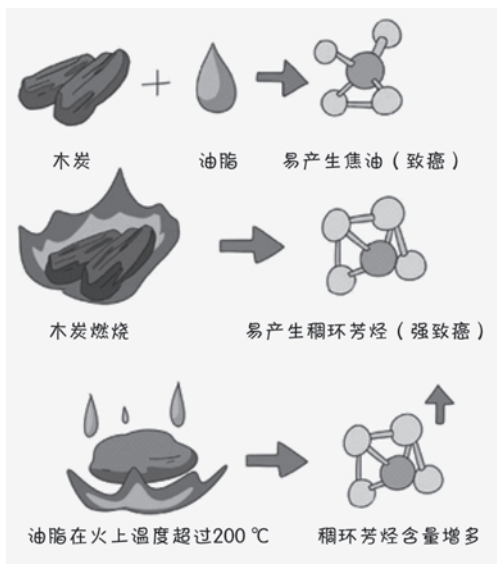 木炭 油脂 易产生焦油（致癌）
木炭燃烧 易产生稠环芳烃（强致癌）
油脂在火上温度超过200 ℃ 稠环芳烃含量增多